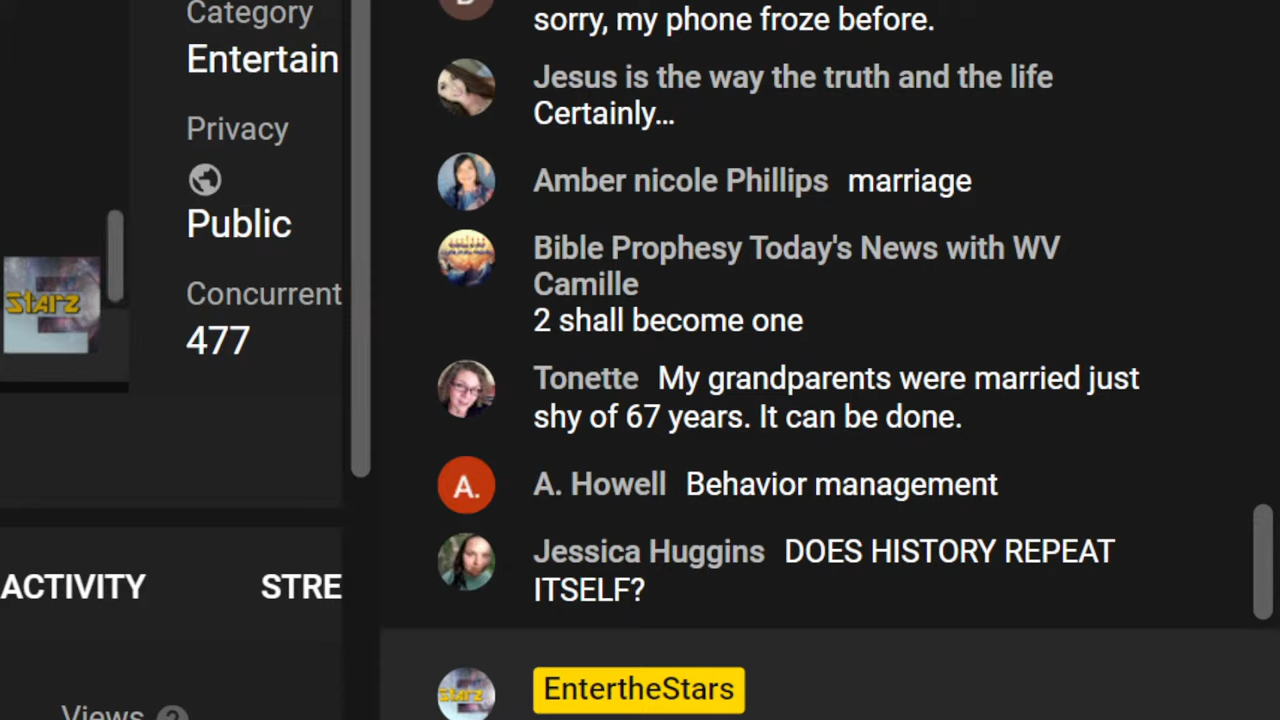 Category
Entertain
Privacy
Public
Concurrent
477
Starz
ACTIVITY STRE
Views ?
sorry, my phone froze before.
Jesus is the way the truth and the life
Certainly...
Amber nicole Phillips marriage
Bible Prophesy Today's News with WV
Camille
2 shall become one
Tonette My grandparents were married just
shy of 67 years. It can be done.
A. A. Howell Behavior management
Jessica Huggins DOES HISTORY REPEAT
ITSELF?
Starz EntertheStars